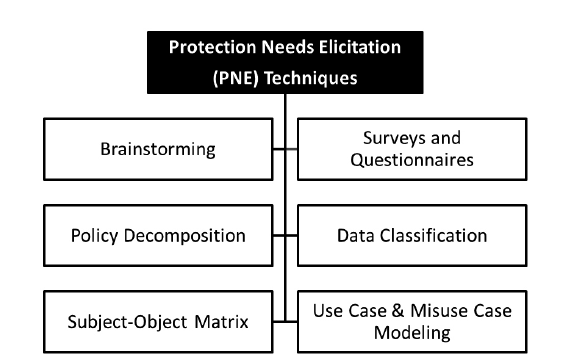 Protection Needs Elicitation
(PNE) Techniques
Brainstorming
Surveys and
Questionnaires
Policy Decomposition
Data Classification
Subject-Object Matrix
Use Case & Misuse Case
Modeling